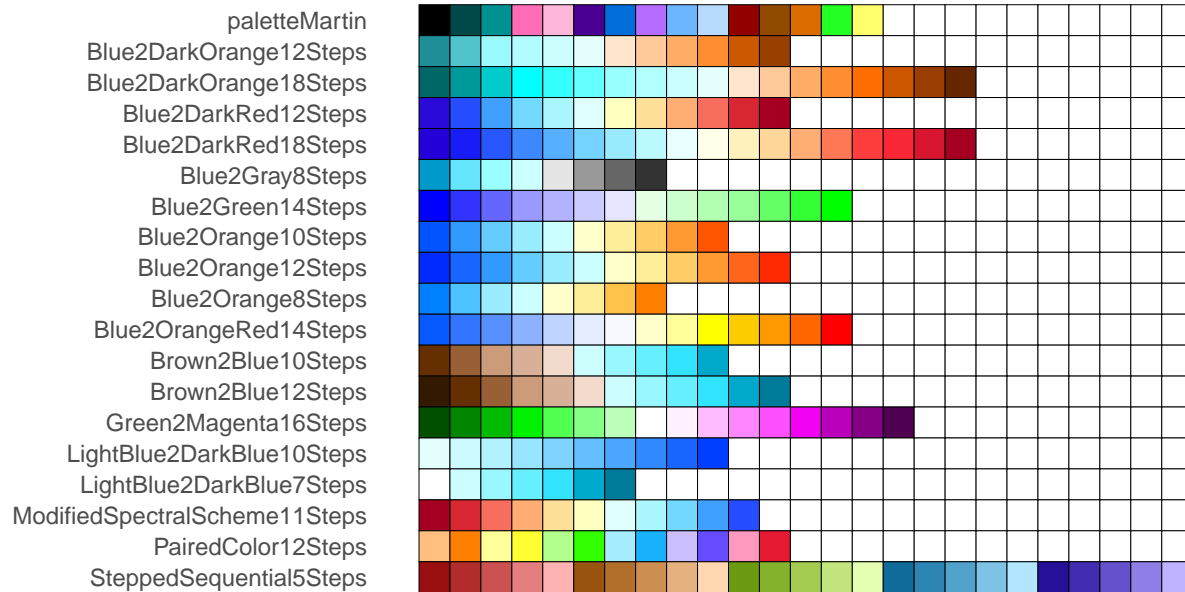 paletteMartin
Blue2DarkOrange12Steps
Blue2DarkOrange18Steps
Blue2DarkRed12Steps
Blue2DarkRed18Steps
Blue2Gray8Steps
Blue2Green14Steps
Blue2Orange10Steps
Blue2Orange12Steps
Blue2Orange8Steps
Blue2OrangeRed14Steps
Brown2Blue10Steps
Brown2Blue12Steps
Green2Magenta16Steps
LightBlue2DarkBlue10Steps
LightBlue2DarkBlue7Steps
ModifiedSpectralScheme11Steps
PairedColor12Steps
SteppedSequential5Steps